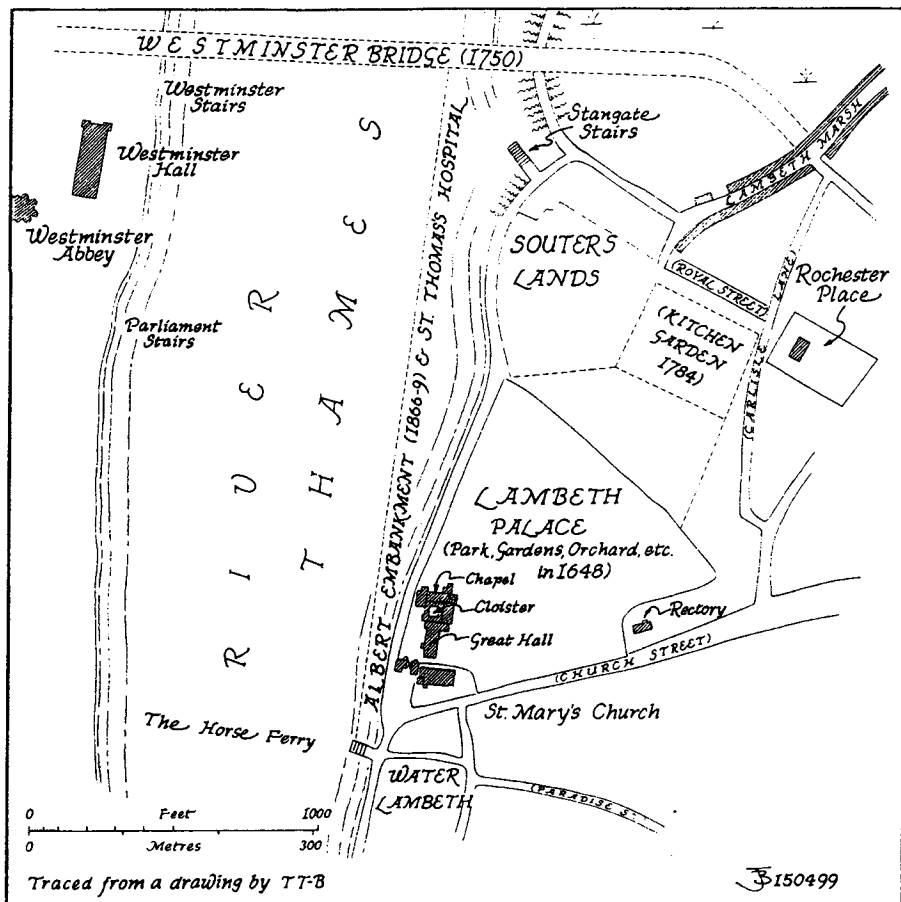 WESTMINSTER BRIDGE (1750)
Westminster
Stairs
Westminster
Hall
Westminster
Abbey
Parliament
Stairs
RIVER
THAMES
ALBERT EMBANKMENT (1866-9) & ST. THOMAS'S HOSPITAL
Stangate
Stairs
LAMBETH MARSH
SOUTERS
LANDS
(ROYAL STREET)
(CARLISLE LANE)
Rochester
Place
(KITCHEN
GARDEN
1784)
LAMBETH
PALACE
(Park, Gardens, Orchard, etc.
in 1648)
Chapel
Cloister
Great Hall
Rectory
(CHURCH STREET)
St. Mary's Church
The Horse Ferry
WATER
LAMBETH
(PARADISE S
0 Feet 1000
0 Metres 300
Traced from a drawing by TT-B
JB150499